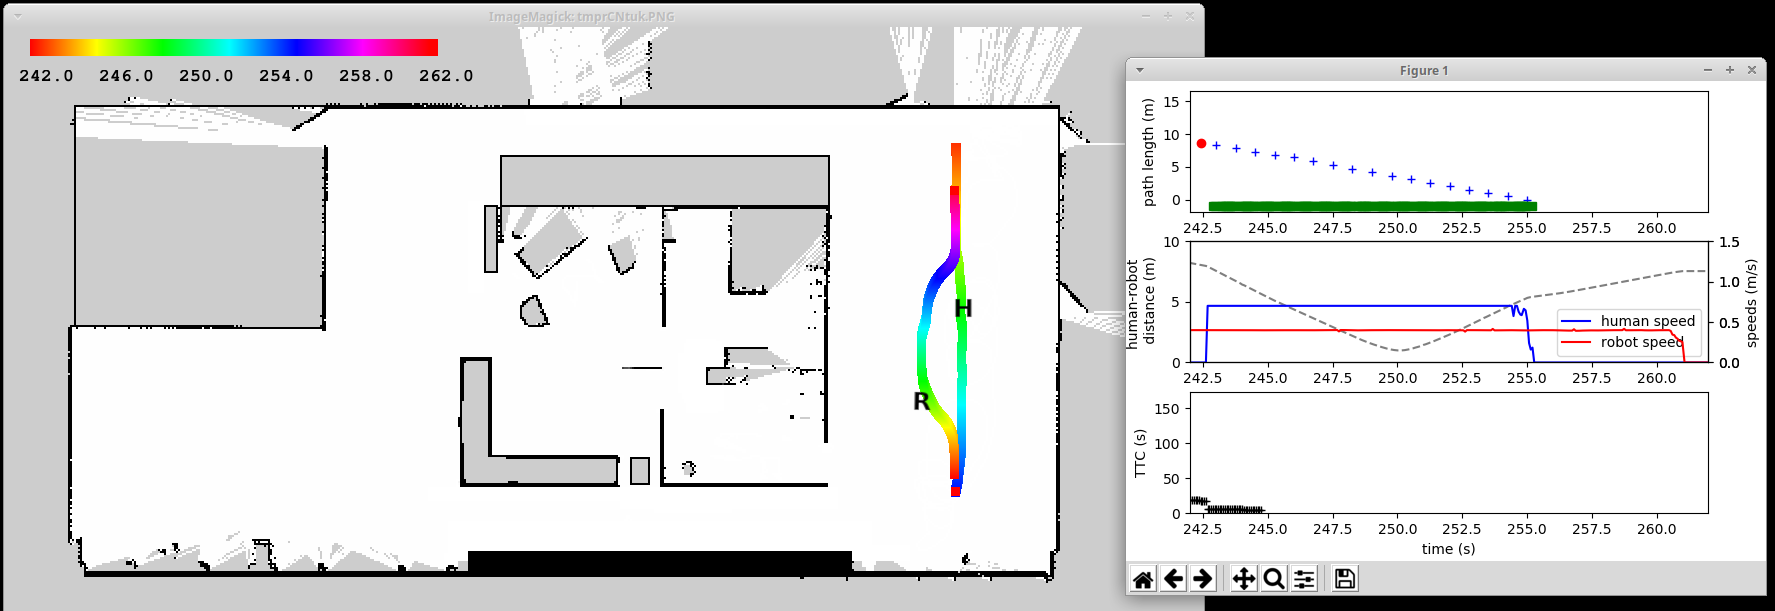 ImageMagick: tmprCNtuk.PNG
242.0 246.0 250.0 254.0 258.0 262.0
H
R
Figure 1
path length (m)
15
10
5
0
242.5 245.0 247.5 250.0 252.5 255.0 257.5 260.0
human-robot
distance (m)
10
5
0
speeds (m/s)
1.5
1.0
0.5
0.0
human speed
robot speed
242.5 245.0 247.5 250.0 252.5 255.0 257.5 260.0
TTC (s)
150
100
50
0
242.5 245.0 247.5 250.0 252.5 255.0 257.5 260.0
time (s)